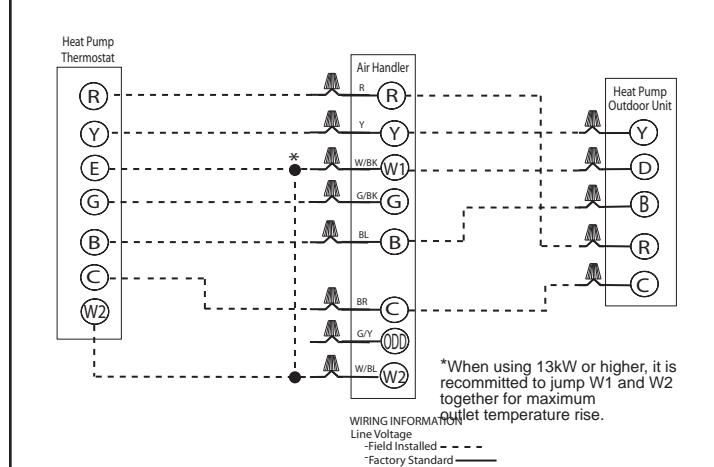 Heat Pump
Thermostat
Air Handler
Heat Pump
Outdoor Unit
R
R
R
Y
Y
Y
Y
E
*
W/BK
W1
D
G
G/BK
G
B
B
BL
B
R
C
BR
C
C
W2
G/Y
ODD
W/BL
W2
*When using 13kW or higher, it is
recommitted to jump W1 and W2
together for maximum
outlet temperature rise.
WIRING INFORMATION
Line Voltage
-Field Installed
-Factory Standard